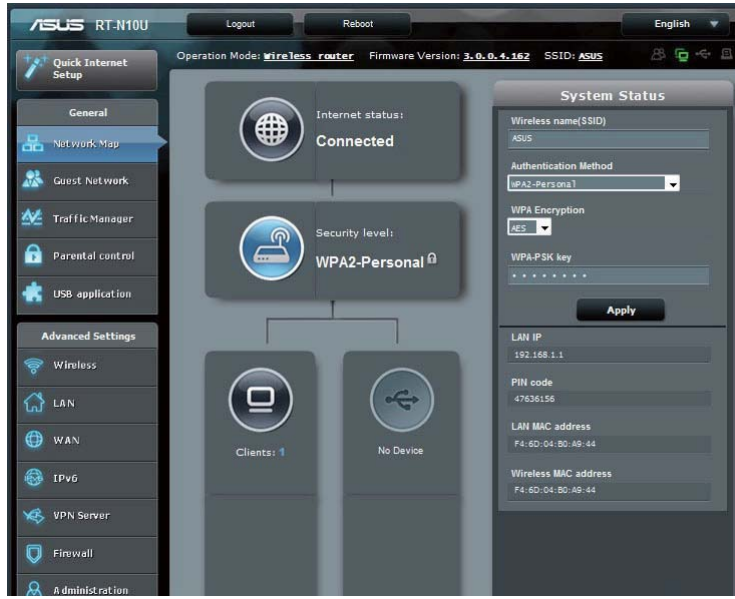 ASUS RT-N10U
Logout
Reboot
English
Quick Internet Setup
Operation Mode: Wireless router Firmware Version: 3.0.0.4.162 SSID: ASUS
General
Network Map
Guest Network
Traffic Manager
Parental control
USB application
Advanced Settings
Wireless
LAN
WAN
IPv6
VPN Server
Firewall
Administration
Internet status:
Connected
Security level:
WPA2-Personal
Clients: 1
No Device
System Status
Wireless name(SSID)
ASUS
Authentication Method
WPA2-Personal
WPA Encryption
AES
WPA-PSK key
Apply
LAN IP
192.168.1.1
PIN code
47636156
LAN MAC address
F4:6D:04:B0:A9:44
Wireless MAC address
F4:6D:04:B0:A9:44